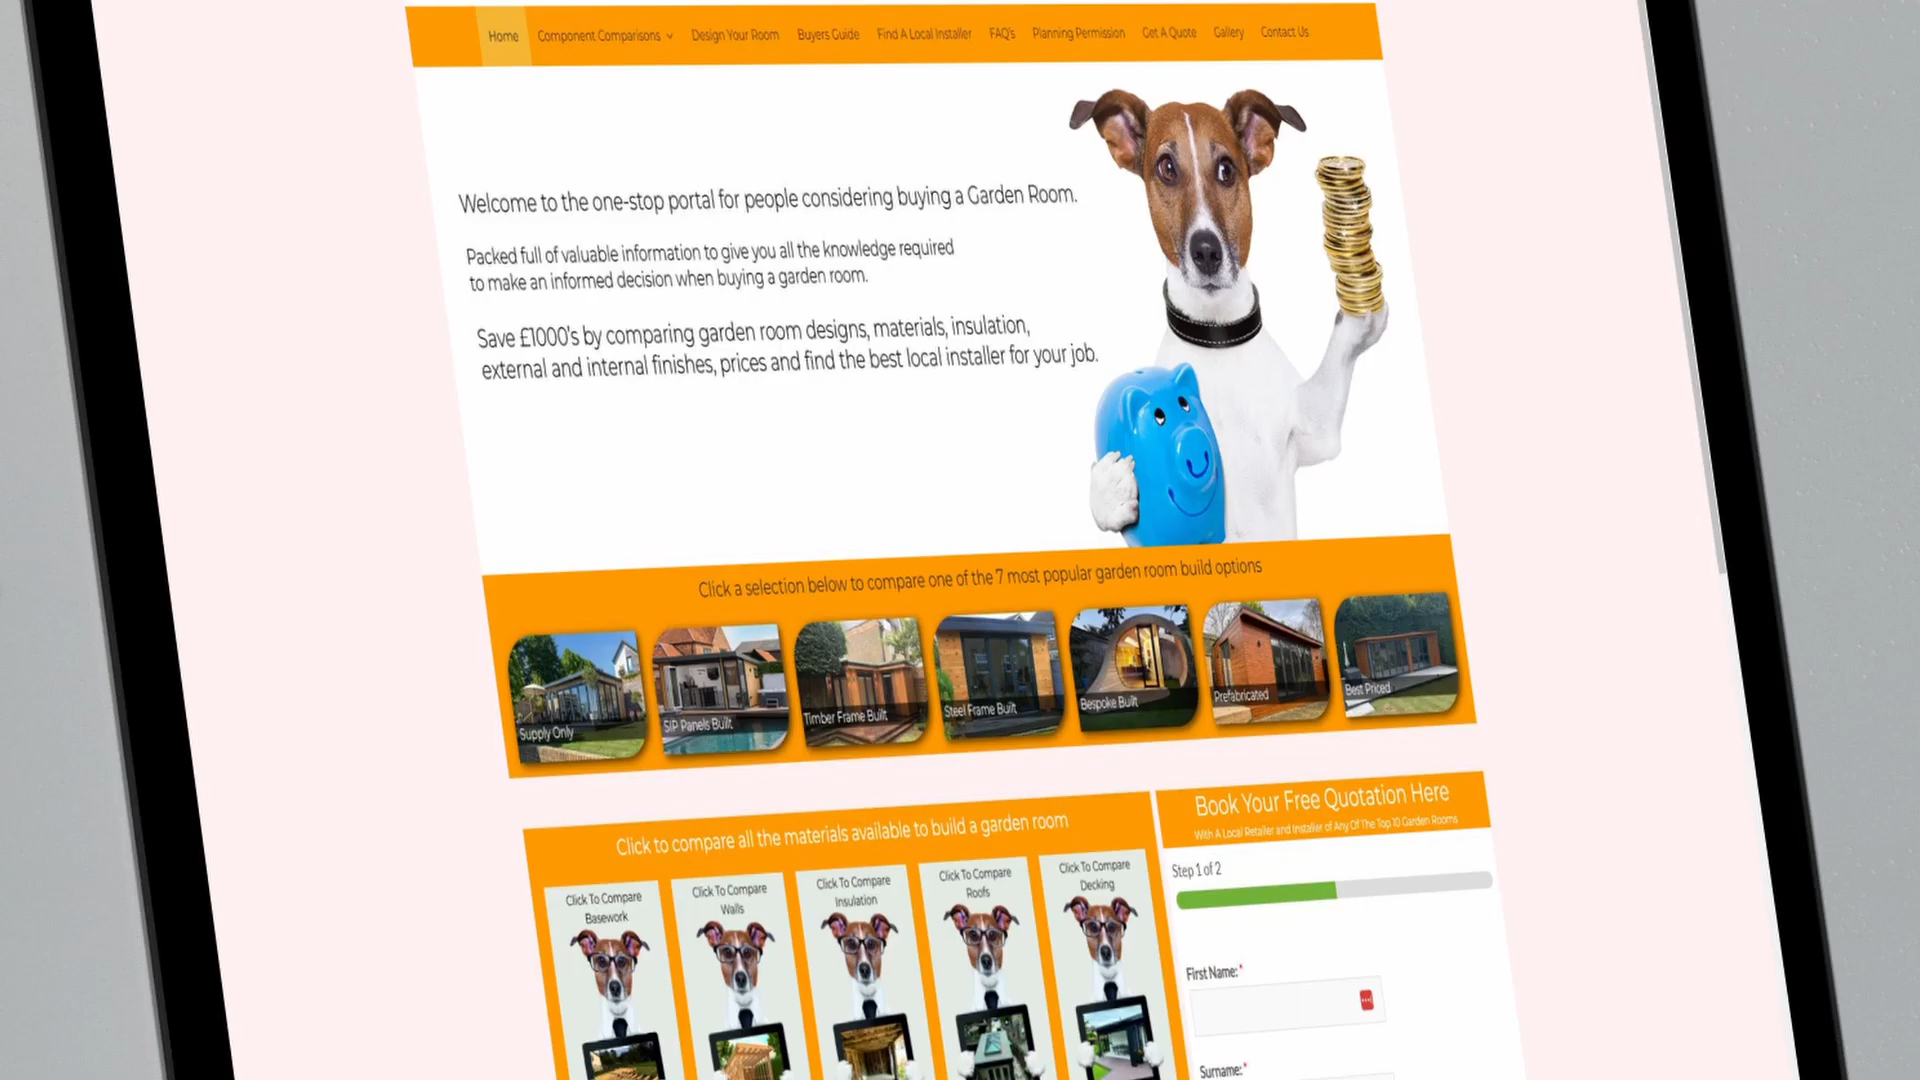 Home Component Comparisons Design Your Room Buyers Guide Find A Local Installer FAQ's Planning Permission Get A Quote Gallery Contact Us
Welcome to the one-stop portal for people considering buying a Garden Room.
Packed full of valuable information to give you all the knowledge required
to make an informed decision when buying a garden room.
Save £1000's by comparing garden room designs, materials, insulation,
external and internal finishes, prices and find the best local installer for your job.
Click a selection below to compare one of the 7 most popular garden room build options
Supply Only
SIP Panels Built
Timber Frame Built
Steel Frame Built
Bespoke Built
Prefabricated
Best Priced
Click to compare all the materials available to build a garden room
Click To Compare
Basework
Click To Compare
Walls
Click To Compare
Insulation
Click To Compare
Roofs
Click To Compare
Decking
Book Your Free Quotation Here
With A Local Retailer and Installer of Any Of The Top 10 Garden Rooms
Step 1 of 2
First Name: *
Surname: *